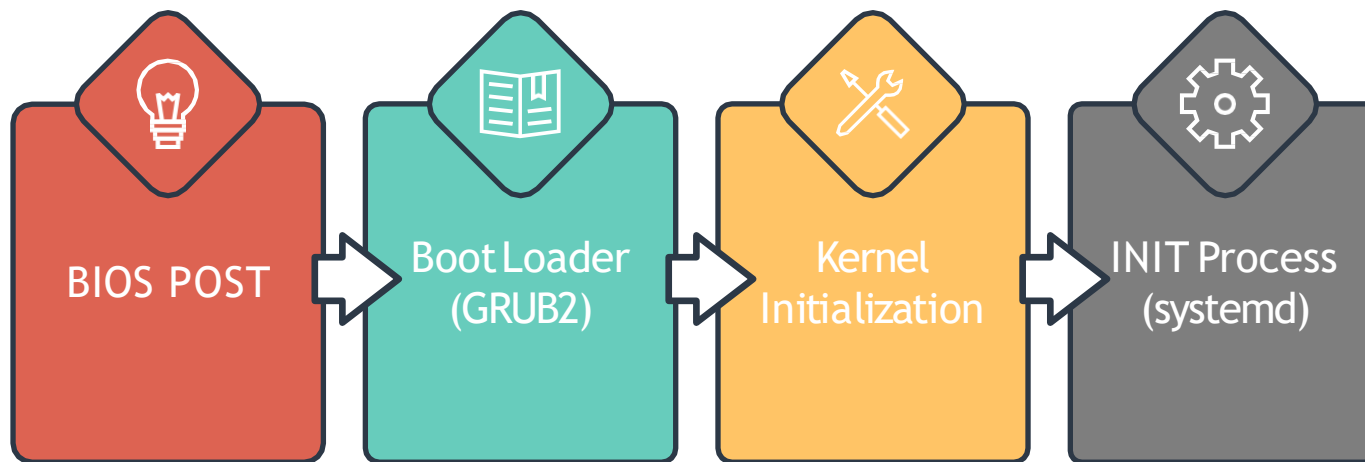 BIOS POST
Boot Loader
(GRUB2)
Kernel
Initialization
INIT Process
(systemd)